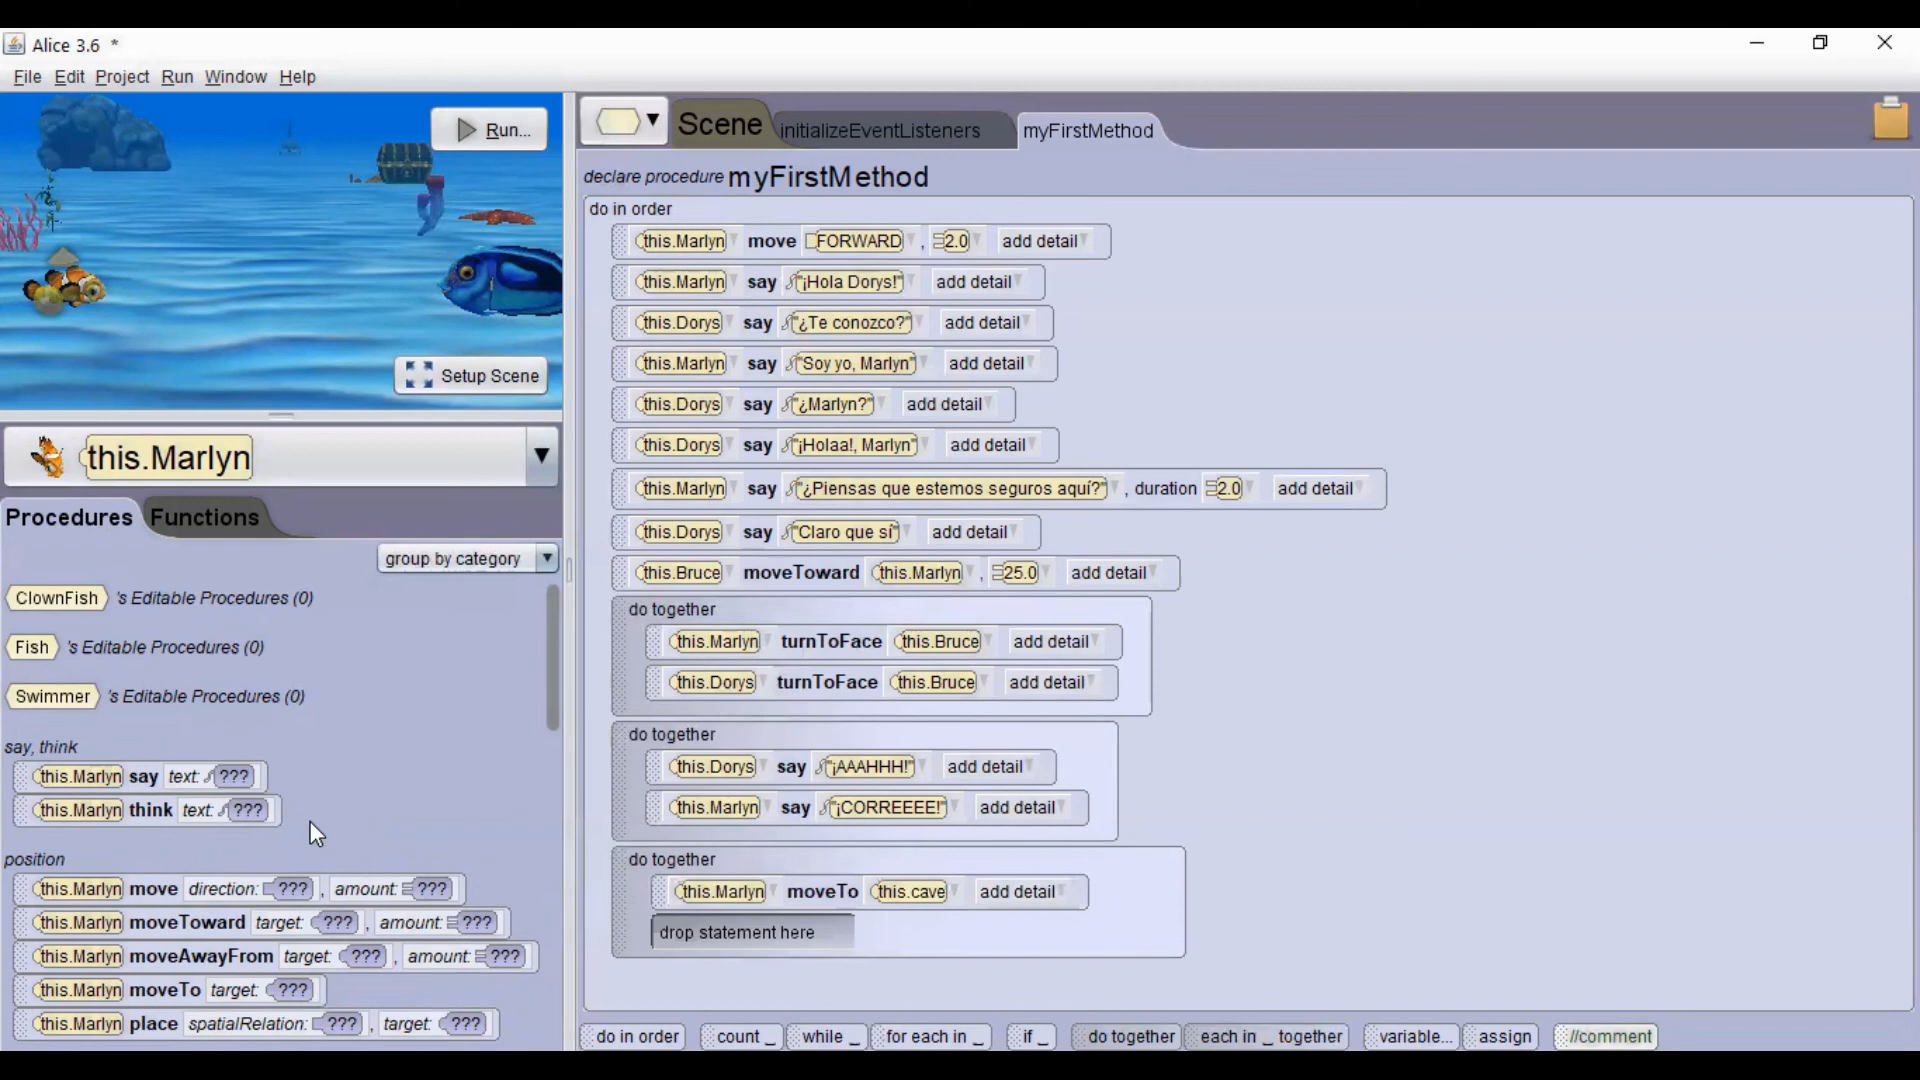 Alice 3.6 *
File Edit Project Run Window Help
Run...
Setup Scene
this.Marlyn
Procedures Functions
group by category
ClownFish 's Editable Procedures (0)
Fish 's Editable Procedures (0)
Swimmer 's Editable Procedures (0)
say, think
this.Marlyn say text: ???
this.Marlyn think text: ???
position
this.Marlyn move direction: ??? , amount: ???
this.Marlyn moveToward target: ??? , amount: ???
this.Marlyn moveAwayFrom target: ??? , amount: ???
this.Marlyn moveTo target: ???
this.Marlyn place spatialRelation: ??? , target: ???
Scene initializeEventListeners myFirstMethod
declare procedure myFirstMethod
do in order
this.Marlyn move FORWARD , 2.0 add detail
this.Marlyn say "¡Hola Dorys!" add detail
this.Dorys say "¿Te conozco?" add detail
this.Marlyn say "Soy yo, Marlyn" add detail
this.Dorys say "¿Marlyn?" add detail
this.Dorys say "¡Holaa!, Marlyn" add detail
this.Marlyn say "¿Piensas que estemos seguros aquí?" , duration 2.0 add detail
this.Dorys say "Claro que sí" add detail
this.Bruce moveToward this.Marlyn , 25.0 add detail
do together
this.Marlyn turnToFace this.Bruce add detail
this.Dorys turnToFace this.Bruce add detail
do together
this.Dorys say "¡AAAHHH!" add detail
this.Marlyn say "¡CORREEEE!" add detail
do together
this.Marlyn moveTo this.cave add detail
drop statement here
do in order count _ while _ for each in _ if _ do together each in _ together variable... assign //comment